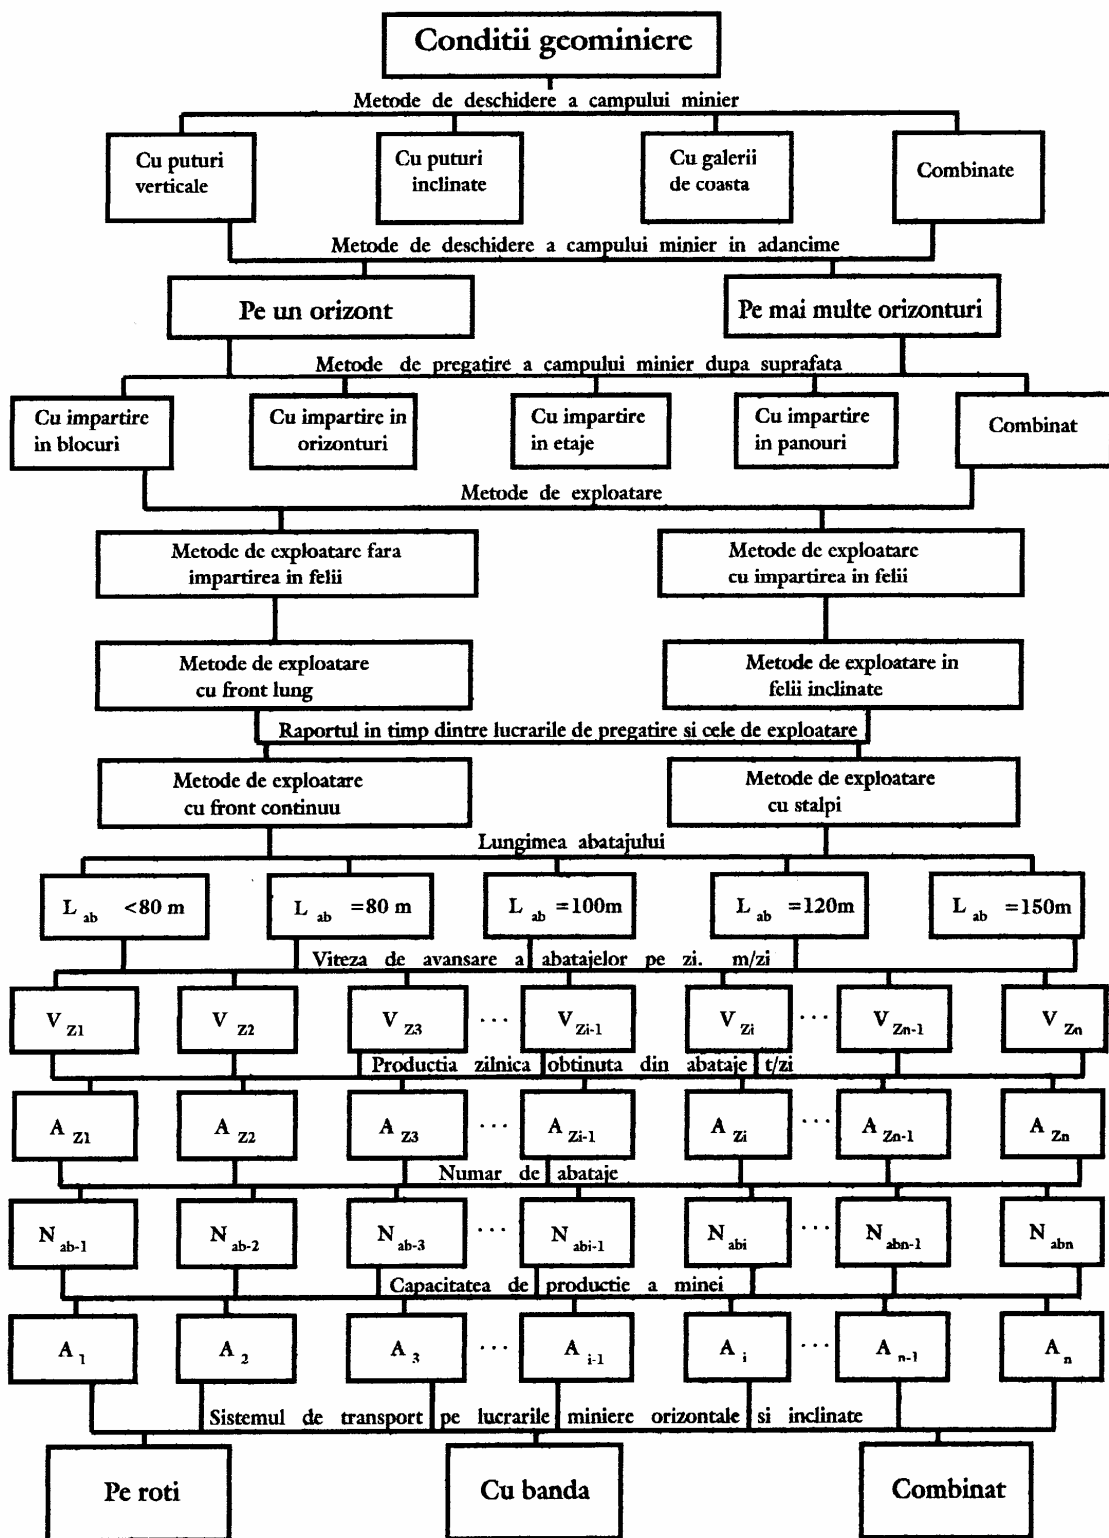 Conditii geominiere
Metode de deschidere a campului minier
Cu puturi
verticale
Cu puturi
inclinate
Cu galerii
de coasta
Combinate
Metode de deschidere a campului minier in adancime
Pe un orizont
Pe mai multe orizonturi
Metode de pregatire a campului minier dupa suprafata
Cu impartire
in blocuri
Cu impartire in
orizonturi
Cu impartire
in etaje
Cu impartire
in panouri
Combinat
Metode de exploatare
Metode de exploatare fara
impartirea in felii
Metode de exploatare
cu impartirea in felii
Metode de exploatare
cu front lung
Metode de exploatare in
felii inclinate
Raportul in timp dintre lucrarile de pregatire si cele de exploatare
Metode de exploatare
cu front continuu
Metode de exploatare
cu stalpi
Lungimea abatajului
L ab <80 m
L ab =80 m
L ab =100m
L ab =120m
L ab =150m
Viteza de avansare a abatajelor pe zi. m/zi
V Z1
V Z2
V Z3
...
V Zi-1
V Zi
...
V Zn-1
V Zn
Productia zilnica obtinuta din abataje t/zi
A Z1
A Z2
A Z3
...
A Zi-1
A Zi
...
A Zn-1
A Zn
Numar de abataje
N ab-1
N ab-2
N ab-3
...
N abi-1
N abi
...
N abn-1
N abn
Capacitatea de productie a minei
A 1
A 2
A 3
...
A i-1
A i
...
A n-1
A n
Sistemul de transport pe lucrarile miniere orizontale si inclinate
Pe roti
Cu banda
Combinat